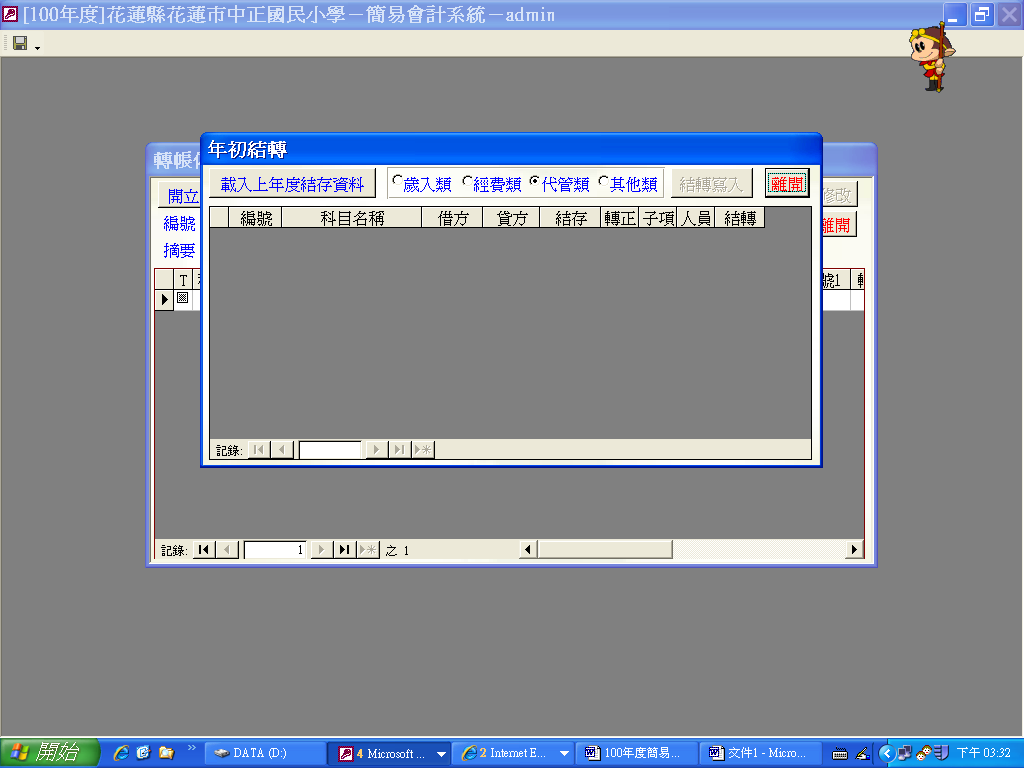 [100年度]花蓮縣花蓮市中正國民小學－簡易會計系統－admin
轉帳
年初結轉
載入上年度結存資料 歲入類 經費類 代管類 其他類 結轉寫入 離開
開立 修改
編號 離開
摘要
編號 科目名稱 借方 貸方 結存 轉正 子項 人員 結轉
T 號1
記錄:
記錄: 1 之 1
開始 DATA (D:) 4 Microsoft ... 2 Internet E... 100年度簡易... 文件1 - Micro... 下午 03:32